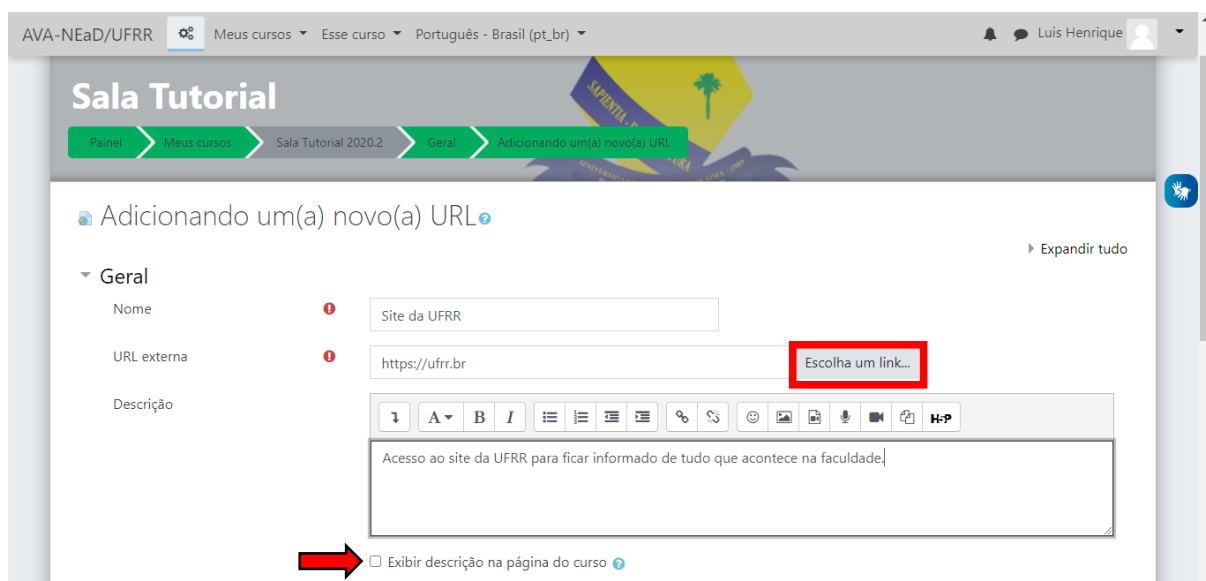 AVA-NEaD/UFRR Meus cursos Esse curso Português - Brasil (pt_br) Luis Henrique
Sala Tutorial
Painel Meus cursos Sala Tutorial 2020.2 Geral Adicionando um(a) novo(a) URL
Adicionando um(a) novo(a) URL
Expandir tudo
Geral
Nome Site da UFRR
URL externa https://ufrr.br Escolha um link...
Descrição
A B I H-P
Acesso ao site da UFRR para ficar informado de tudo que acontece na faculdade.
Exibir descrição na página do curso